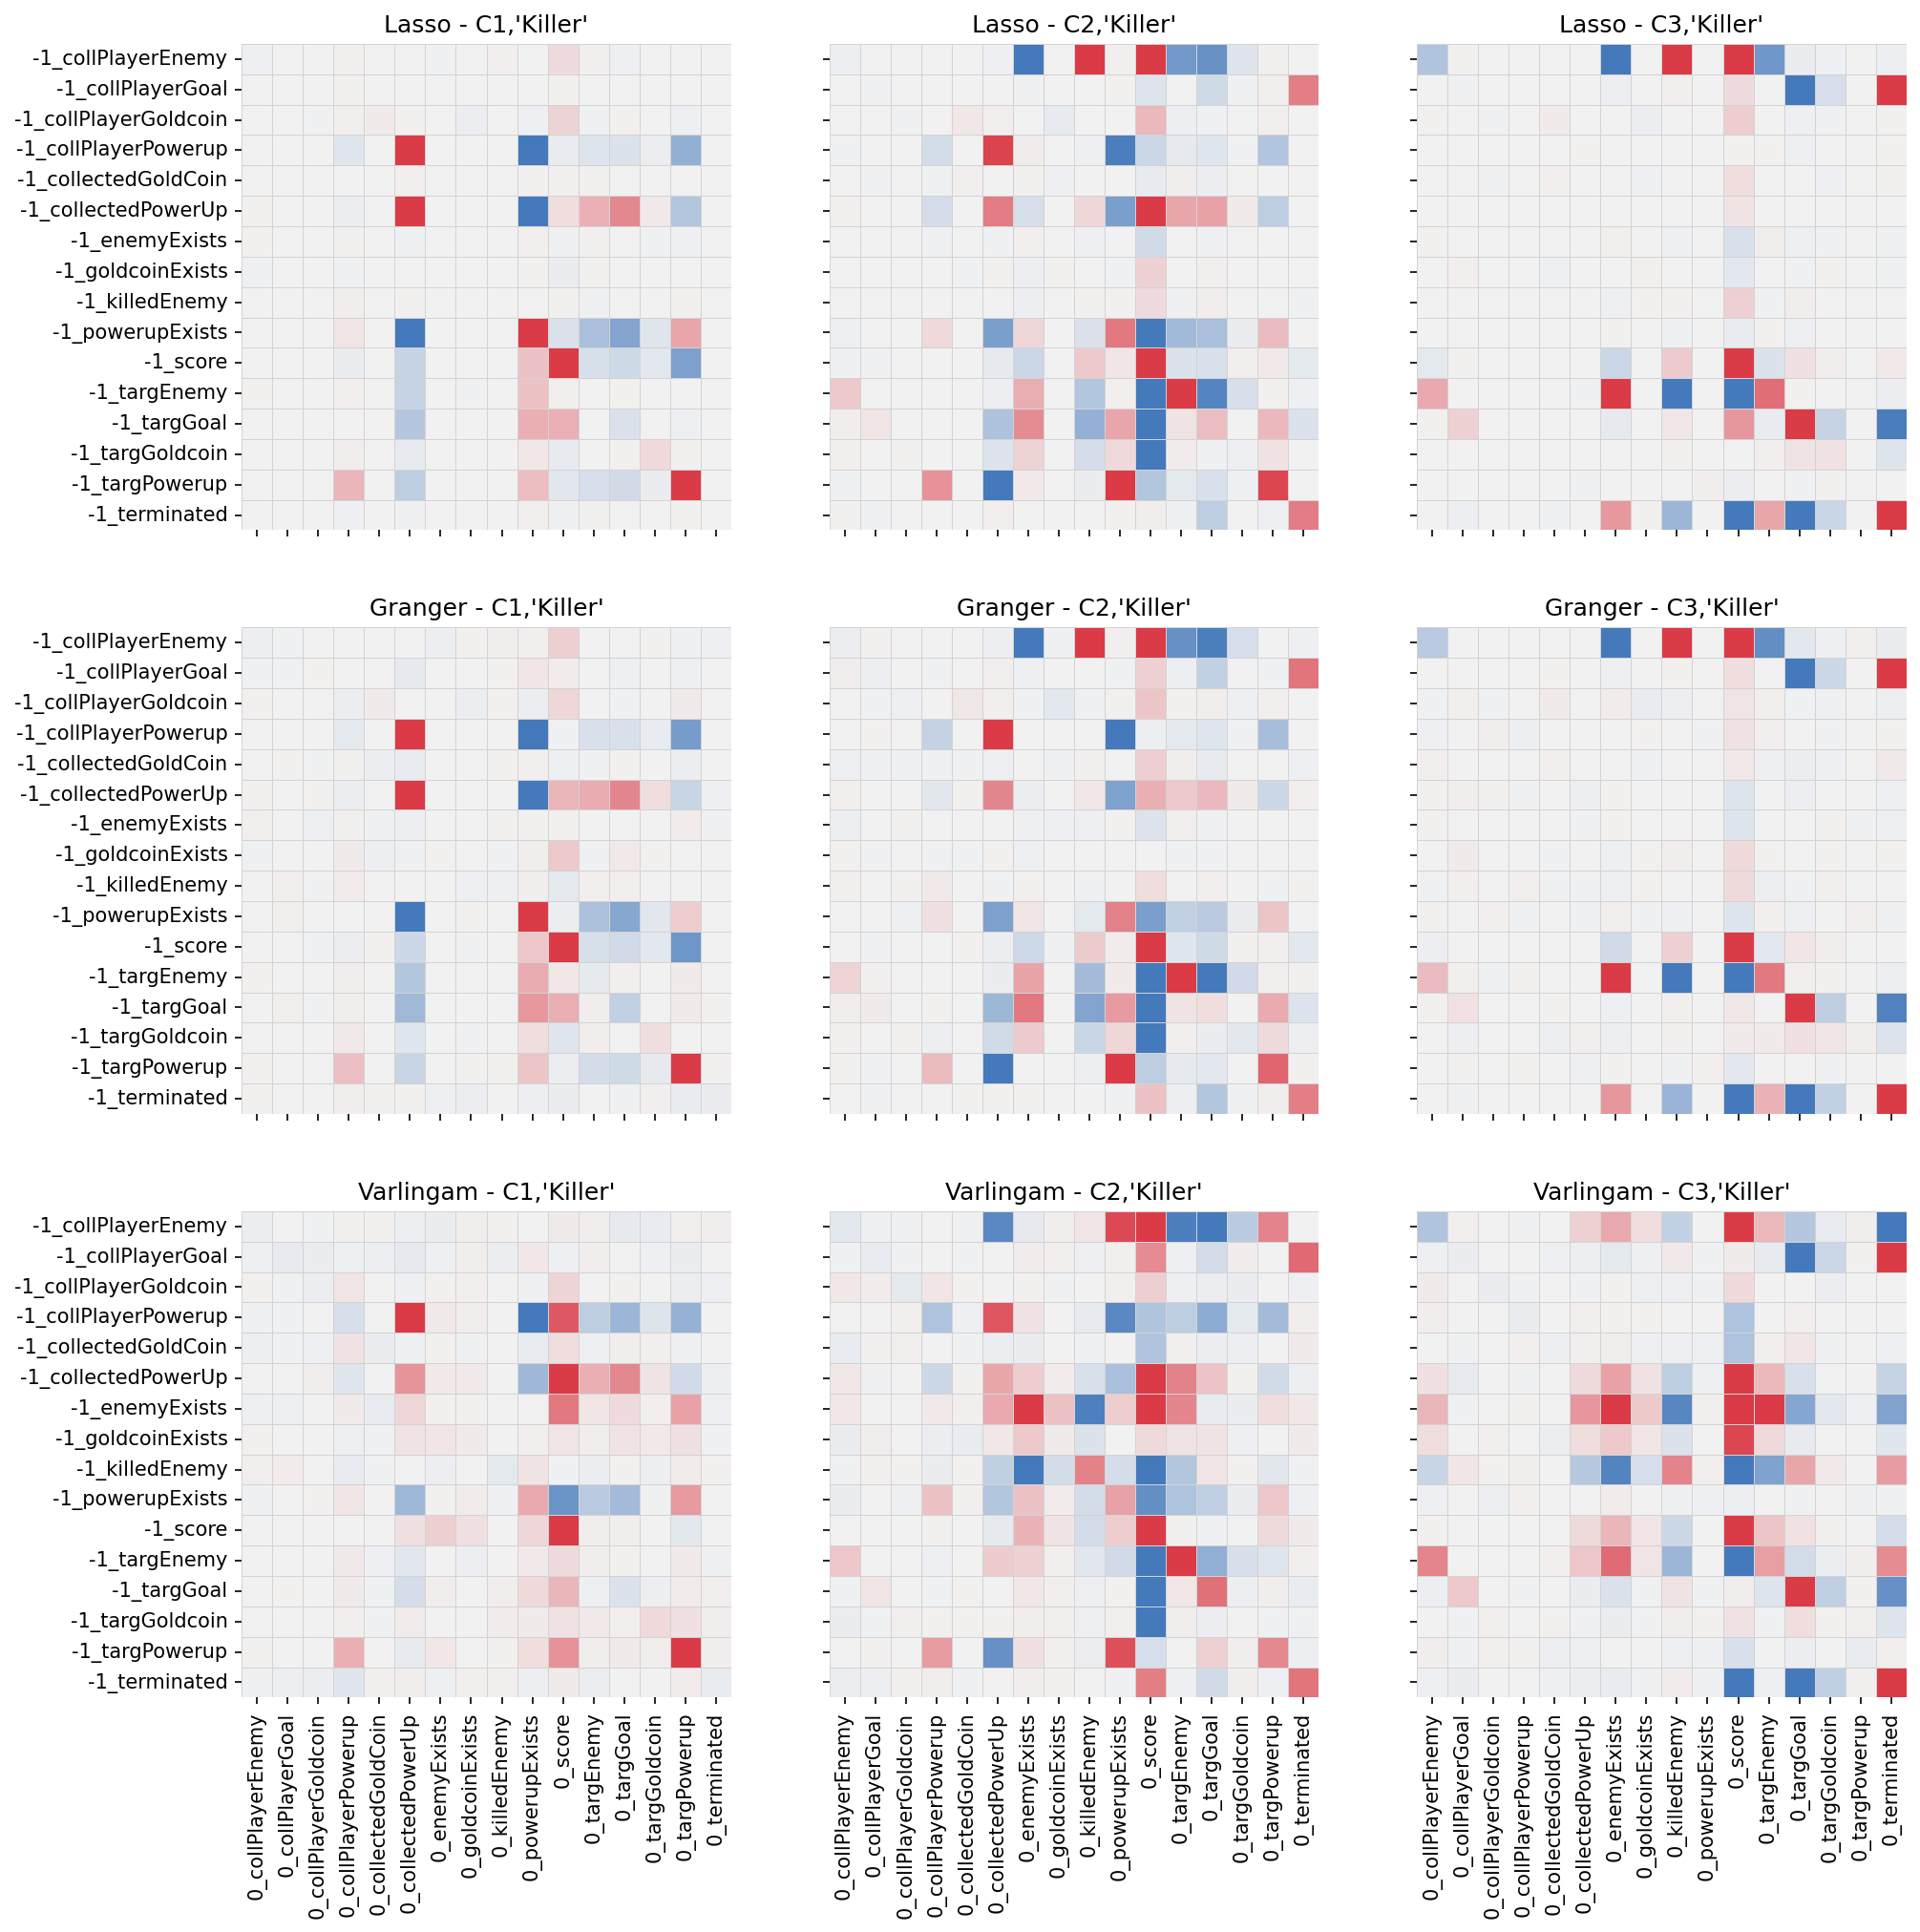 Lasso - C1,'Killer'
Lasso - C2,'Killer'
Lasso - C3,'Killer'
-1_collPlayerEnemy
-1_collPlayerGoal
-1_collPlayerGoldcoin
-1_collPlayerPowerup
-1_collectedGoldCoin
-1_collectedPowerUp
-1_enemyExists
-1_goldcoinExists
-1_killedEnemy
-1_powerupExists
-1_score
-1_targEnemy
-1_targGoal
-1_targGoldcoin
-1_targPowerup
-1_terminated
Granger - C1,'Killer'
Granger - C2,'Killer'
Granger - C3,'Killer'
-1_collPlayerEnemy
-1_collPlayerGoal
-1_collPlayerGoldcoin
-1_collPlayerPowerup
-1_collectedGoldCoin
-1_collectedPowerUp
-1_enemyExists
-1_goldcoinExists
-1_killedEnemy
-1_powerupExists
-1_score
-1_targEnemy
-1_targGoal
-1_targGoldcoin
-1_targPowerup
-1_terminated
Varlingam - C1,'Killer'
Varlingam - C2,'Killer'
Varlingam - C3,'Killer'
-1_collPlayerEnemy
-1_collPlayerGoal
-1_collPlayerGoldcoin
-1_collPlayerPowerup
-1_collectedGoldCoin
-1_collectedPowerUp
-1_enemyExists
-1_goldcoinExists
-1_killedEnemy
-1_powerupExists
-1_score
-1_targEnemy
-1_targGoal
-1_targGoldcoin
-1_targPowerup
-1_terminated
0_collPlayerEnemy
0_collPlayerGoal
0_collPlayerGoldcoin
0_collPlayerPowerup
0_collectedGoldCoin
0_collectedPowerUp
0_enemyExists
0_goldcoinExists
0_killedEnemy
0_powerupExists
0_score
0_targEnemy
0_targGoal
0_targGoldcoin
0_targPowerup
0_terminated
0_collPlayerEnemy
0_collPlayerGoal
0_collPlayerGoldcoin
0_collPlayerPowerup
0_collectedGoldCoin
0_collectedPowerUp
0_enemyExists
0_goldcoinExists
0_killedEnemy
0_powerupExists
0_score
0_targEnemy
0_targGoal
0_targGoldcoin
0_targPowerup
0_terminated
0_collPlayerEnemy
0_collPlayerGoal
0_collPlayerGoldcoin
0_collPlayerPowerup
0_collectedGoldCoin
0_collectedPowerUp
0_enemyExists
0_goldcoinExists
0_killedEnemy
0_powerupExists
0_score
0_targEnemy
0_targGoal
0_targGoldcoin
0_targPowerup
0_terminated